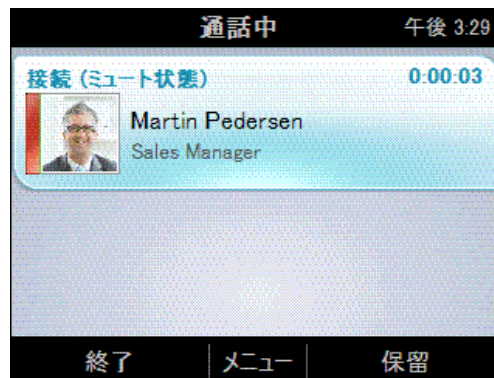 通話中 午後 3:29
接続 (ミュート状態) 0:00:03
Martin Pedersen
Sales Manager
終了 メニュー 保留